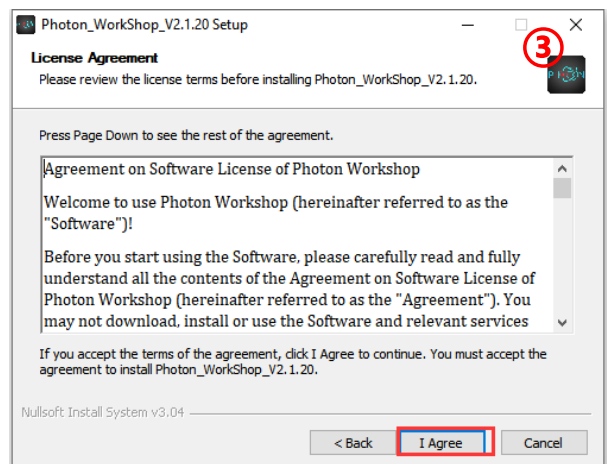 Photon_WorkShop_V2.1.20 Setup
③
License Agreement
Please review the license terms before installing Photon_WorkShop_V2.1.20.
Press Page Down to see the rest of the agreement.
Agreement on Software License of Photon Workshop
Welcome to use Photon Workshop (hereinafter referred to as the
"Software")!
Before you start using the Software, please carefully read and fully
understand all the contents of the Agreement on Software License of
Photon Workshop (hereinafter referred to as the "Agreement"). You
may not download, install or use the Software and relevant services
If you accept the terms of the agreement, click I Agree to continue. You must accept the
agreement to install Photon_WorkShop_V2.1.20.
Nullsoft Install System v3.04
< Back
I Agree
Cancel